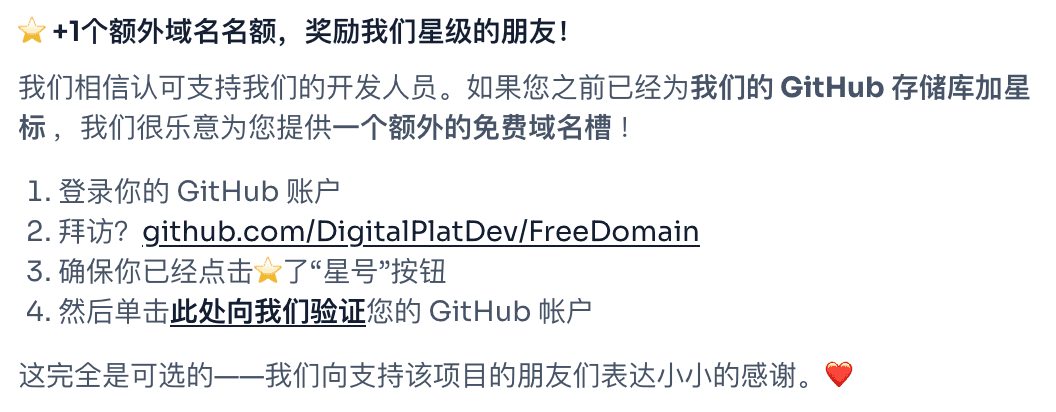 ⭐ +1个额外域名名额，奖励我们星级的朋友！
我们相信认可支持我们的开发人员。如果您之前已经为我们的 GitHub 存储库加星
标 ，我们很乐意为您提供一个额外的免费域名槽 ！
1. 登录你的 GitHub 账户
2. 拜访？github.com/DigitalPlatDev/FreeDomain
3. 确保你已经点击⭐了“星号”按钮
4. 然后单击此处向我们验证您的 GitHub 帐户
这完全是可选的——我们向支持该项目的朋友们表达小小的感谢。❤️